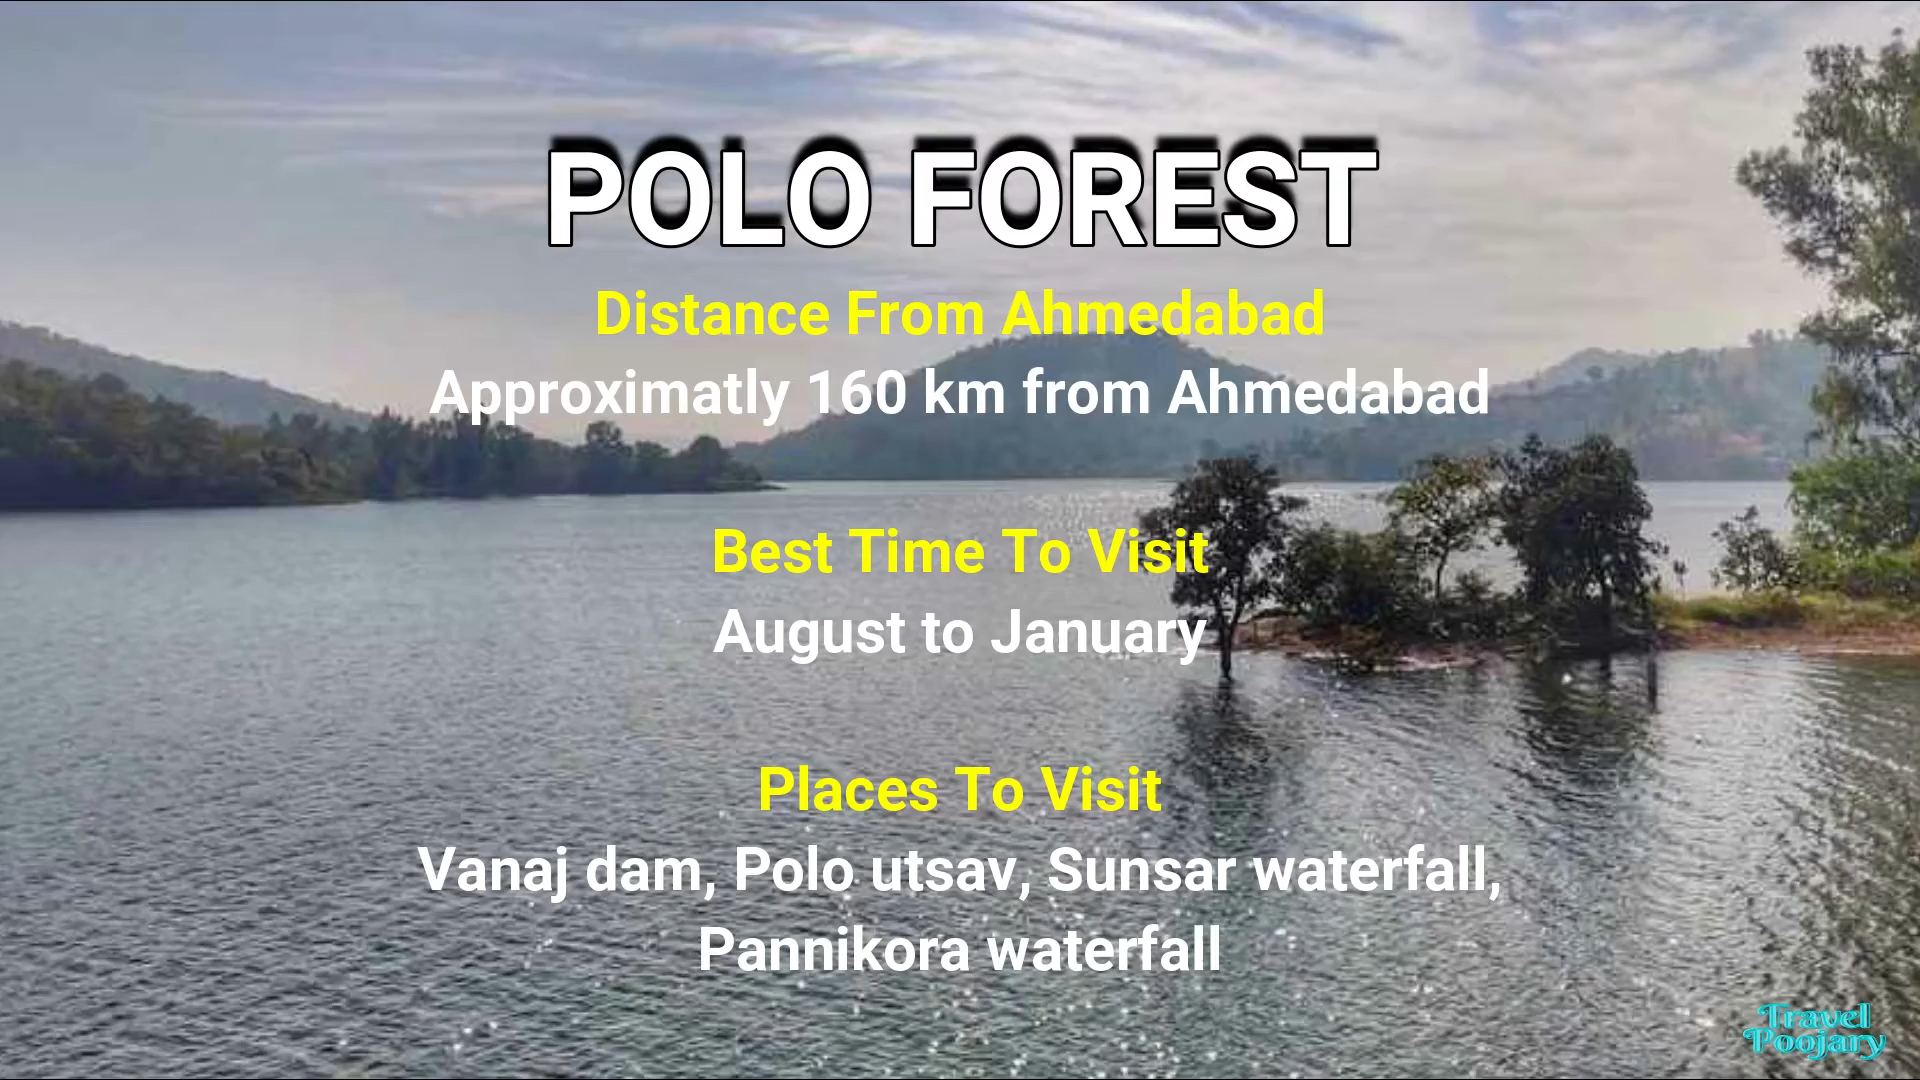 POLO FOREST
Distance From Ahmedabad
Approximatly 160 km from Ahmedabad
Best Time To Visit
August to January
Places To Visit
Vanaj dam, Polo utsav, Sunsar waterfall,
Pannikora waterfall
Travel
Poojary